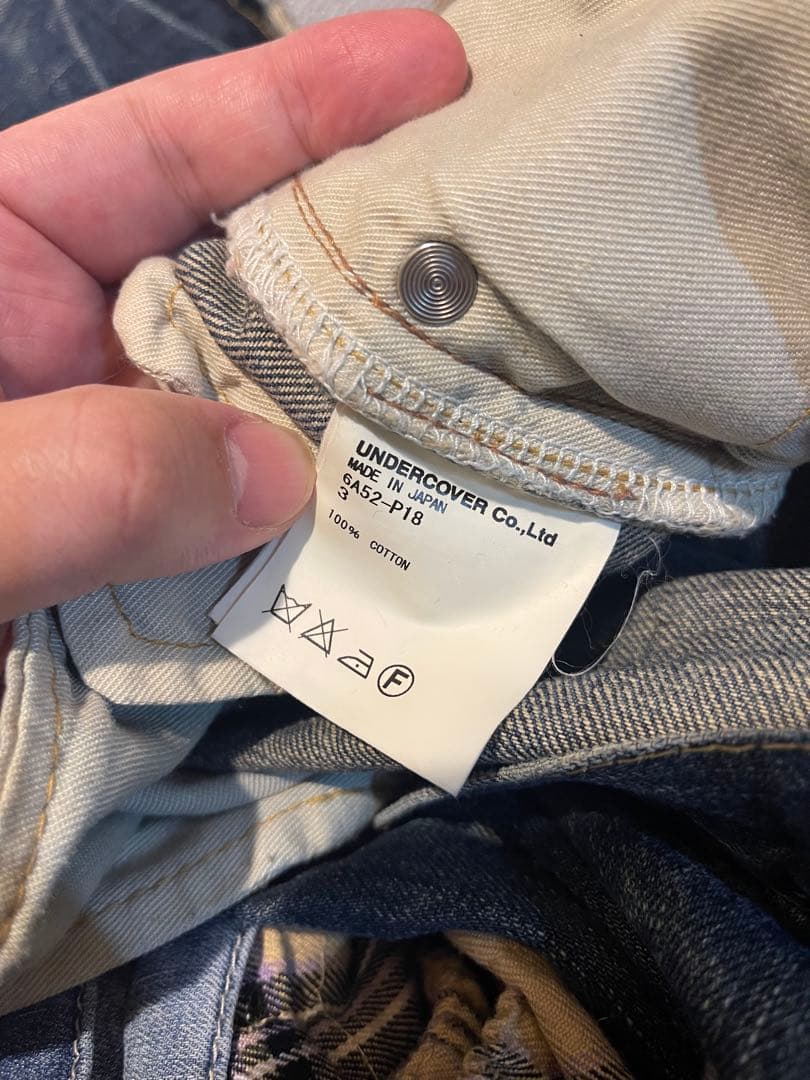 UNDERCOVER Co.,Ltd
MADE IN JAPAN
6A52-P18
3
100% COTTON
F